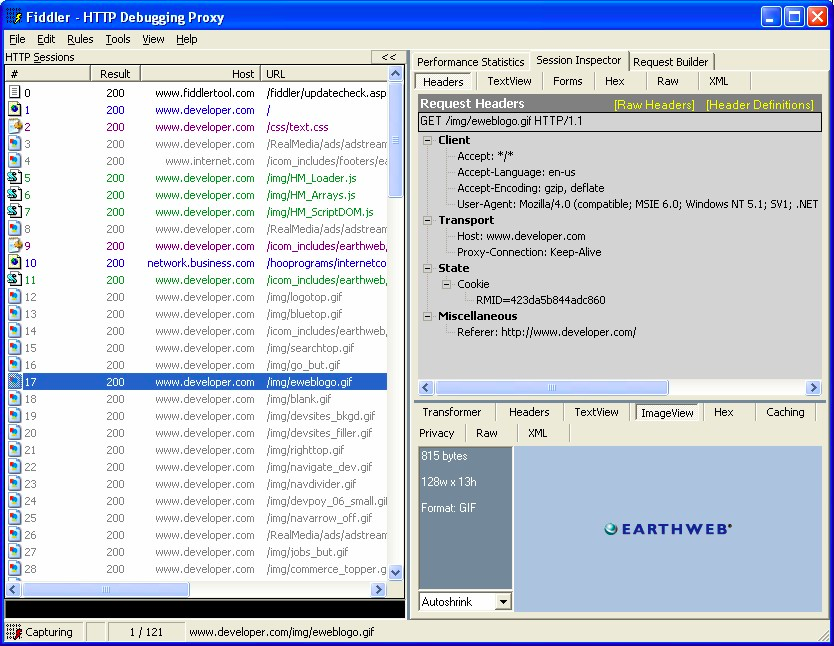 Fiddler - HTTP Debugging Proxy
File Edit Rules Tools View Help
HTTP Sessions <<
# Result Host URL
0 200 www.fiddlertool.com /fiddler/updatecheck.asp
1 200 www.developer.com /
2 200 www.developer.com /css/text.css
3 200 www.developer.com /RealMedia/ads/adstream
4 200 www.internet.com /icom_includes/footers/ea
5 200 www.developer.com /img/HM_Loader.js
6 200 www.developer.com /img/HM_Arrays.js
7 200 www.developer.com /img/HM_ScriptDOM.js
8 200 www.developer.com /RealMedia/ads/adstream
9 200 www.developer.com /icom_includes/earthweb,
10 200 network.business.com /hooprograms/internetco
11 200 www.developer.com /icom_includes/earthweb,
12 200 www.developer.com /img/logotop.gif
13 200 www.developer.com /img/bluetop.gif
14 200 www.developer.com /icom_includes/earthweb,
15 200 www.developer.com /img/searchtop.gif
16 200 www.developer.com /img/go_but.gif
17 200 www.developer.com /img/eweblogo.gif
18 200 www.developer.com /img/blank.gif
19 200 www.developer.com /img/devsites_bkgd.gif
20 200 www.developer.com /img/devsites_filler.gif
21 200 www.developer.com /img/righttop.gif
22 200 www.developer.com /img/navigate_dev.gif
23 200 www.developer.com /img/navdivider.gif
24 200 www.developer.com /img/devpoy_06_small.gif
25 200 www.developer.com /img/navarrow_off.gif
26 200 www.developer.com /RealMedia/ads/adstream
27 200 www.developer.com /img/jobs_but.gif
28 200 www.developer.com /img/commerce_topper.g
Performance Statistics Session Inspector Request Builder
Headers TextView Forms Hex Raw XML
Request Headers [Raw Headers] [Header Definitions]
GET /img/eweblogo.gif HTTP/1.1
Client
Accept: */*
Accept-Language: en-us
Accept-Encoding: gzip, deflate
User-Agent: Mozilla/4.0 (compatible; MSIE 6.0; Windows NT 5.1; SV1; .NET
Transport
Host: www.developer.com
Proxy-Connection: Keep-Alive
State
Cookie
RMID=423da5b844adc860
Miscellaneous
Referer: http://www.developer.com/
Transformer Headers TextView ImageView Hex Caching
Privacy Raw XML
815 bytes
128w x 13h
Format: GIF
EARTHWEB
Autoshrink
Capturing 1 / 121 www.developer.com/img/eweblogo.gif